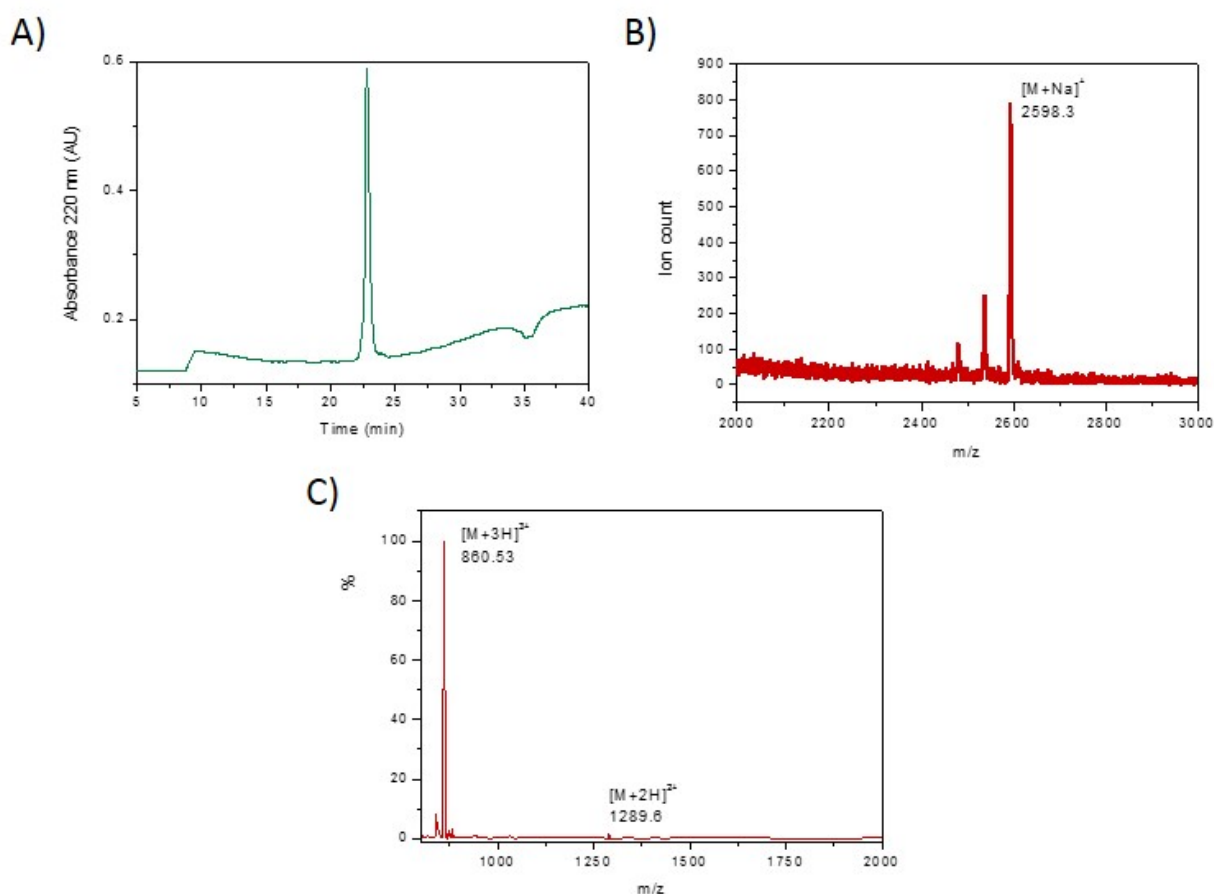 A)
0.6
0.4
0.2
Absorbance 220 nm (AU)
5 10 15 20 25 30 35 40
Time (min)
B)
900
800
700
600
500
400
300
200
100
0
Ion count
[M+Na]⁺
2598.3
2000 2200 2400 2600 2800 3000
m/z
C)
100
80
60
40
20
0
%
[M+3H]³⁺
860.53
[M+2H]²⁺
1289.6
1000 1250 1500 1750 2000
m/z